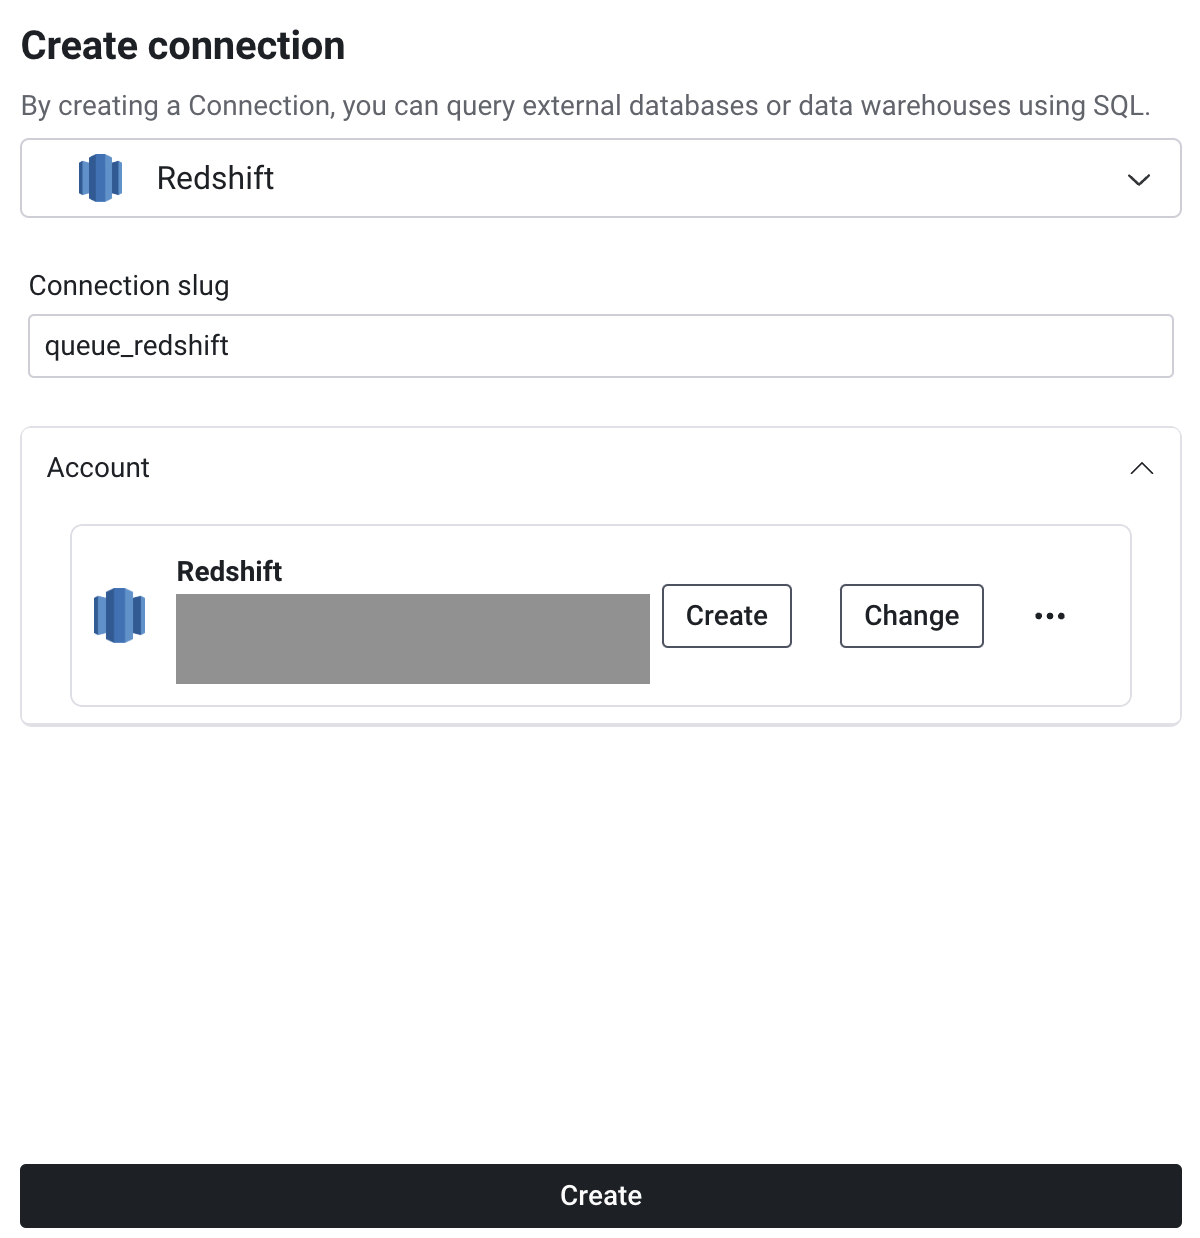 Create connection
By creating a Connection, you can query external databases or data warehouses using SQL.
Redshift
Connection slug
queue_redshift
Account
Redshift
Create
Change
Create